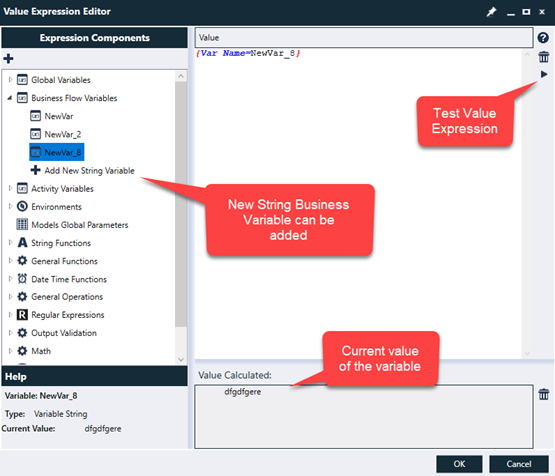 Value Expression Editor
Expression Components
Global Variables
Business Flow Variables
NewVar
NewVar_2
NewVar_8
Add New String Variable
Activity Variables
Environments
Models Global Parameters
String Functions
General Functions
Date Time Functions
General Operations
Regular Expressions
Output Validation
Math
Help
Variable: NewVar_8
Type: Variable String
Current Value: dfgdfgere
Value
{Var Name=NewVar_8}
Test Value
Expression
New String Business
Variable can be
added
Current value
of the variable
Value Calculated:
dfgdfgere
OK
Cancel